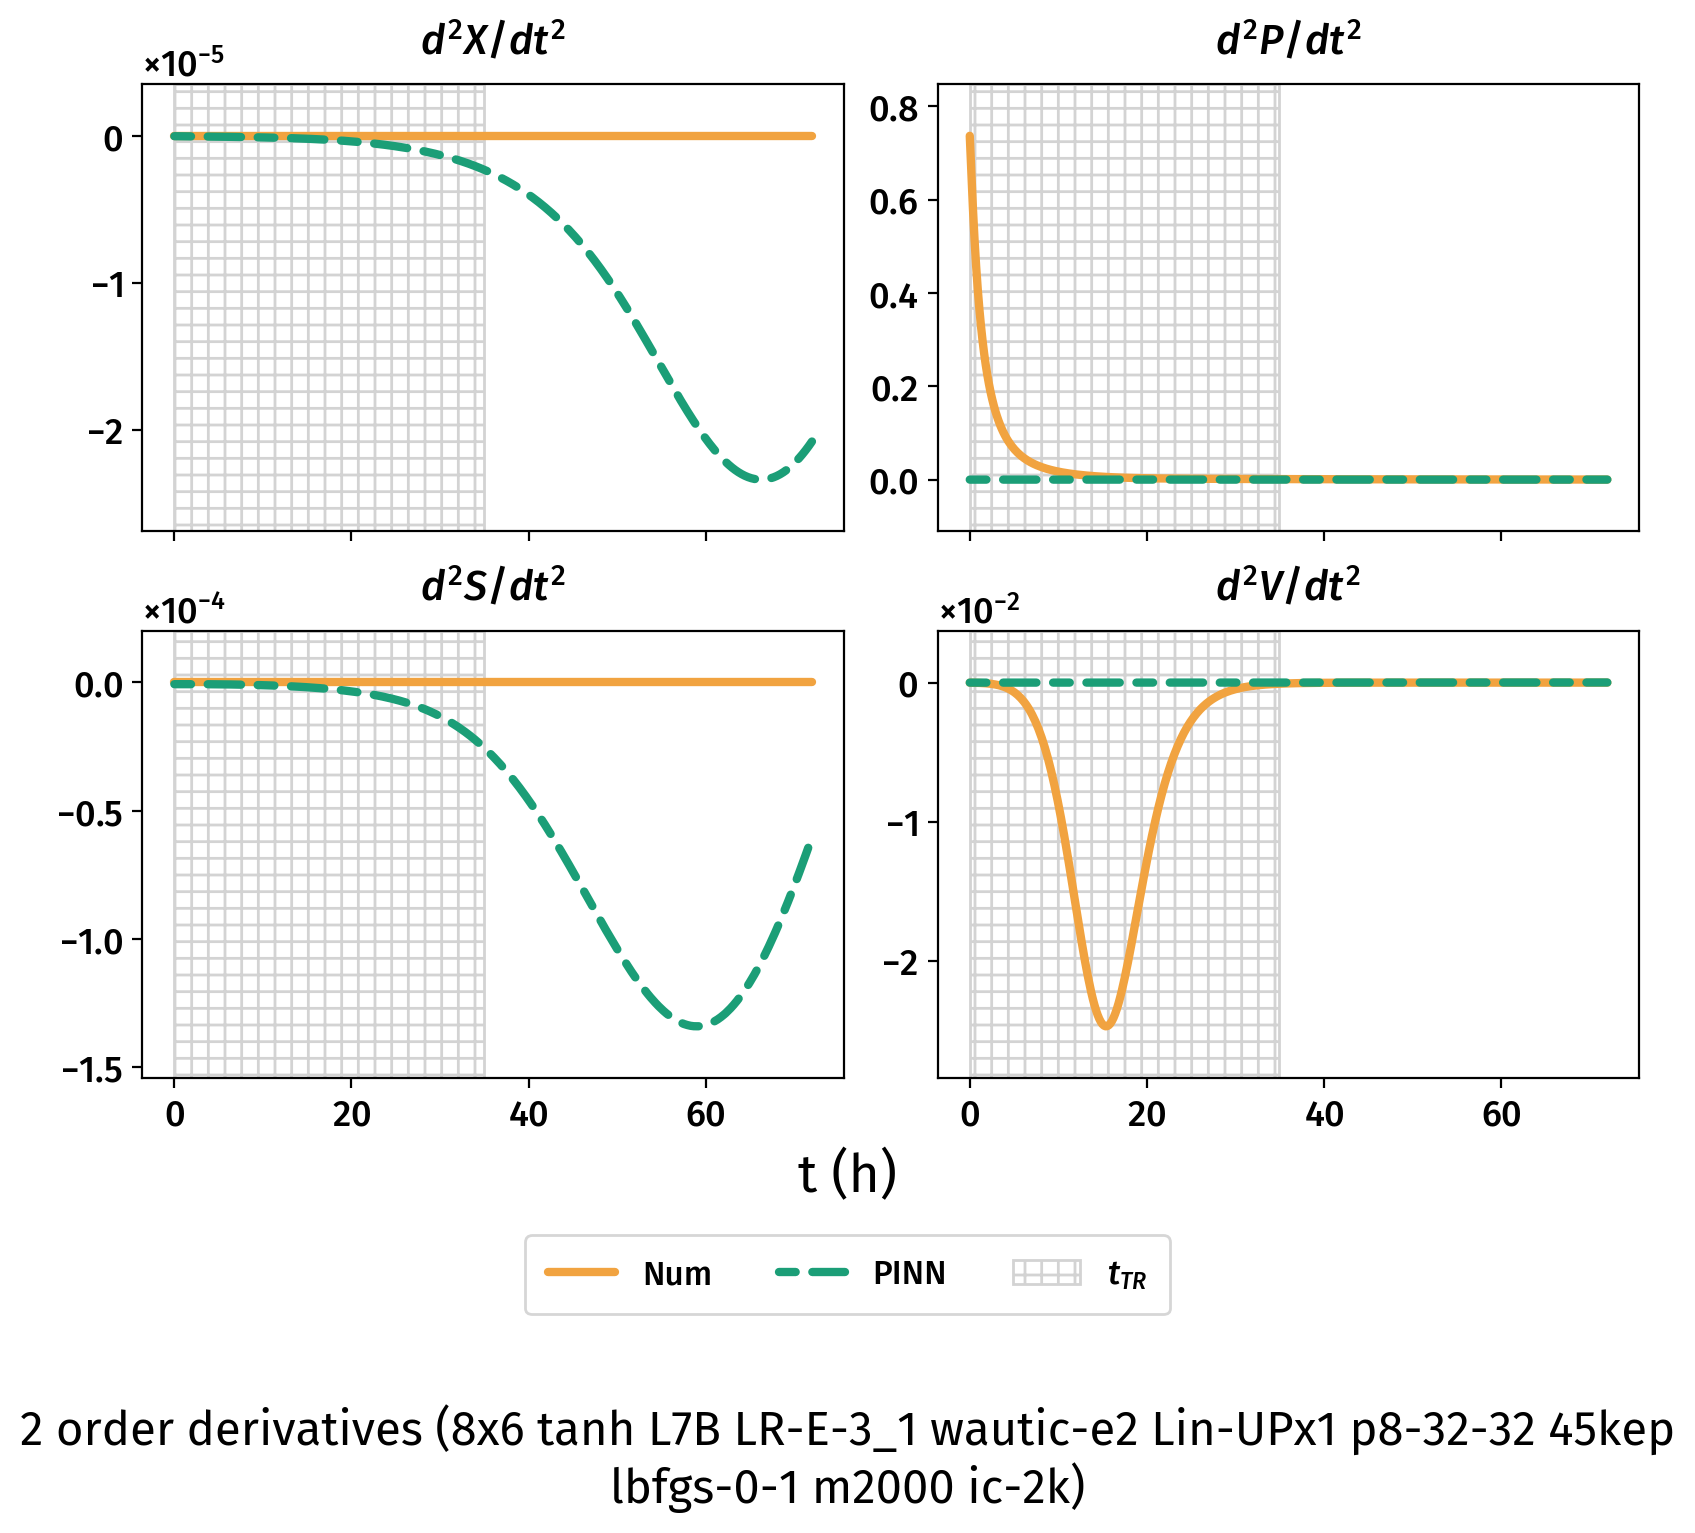 d²X/dt²
×10⁻⁵
0
−1
−2
d²P/dt²
0.8
0.6
0.4
0.2
0.0
d²S/dt²
×10⁻⁴
0.0
−0.5
−1.0
−1.5
0 20 40 60
d²V/dt²
×10⁻²
0
−1
−2
0 20 40 60
t (h)
Num PINN t_TR
2 order derivatives (8x6 tanh L7B LR-E-3_1 wautic-e2 Lin-UPx1 p8-32-32 45kep
lbfgs-0-1 m2000 ic-2k)